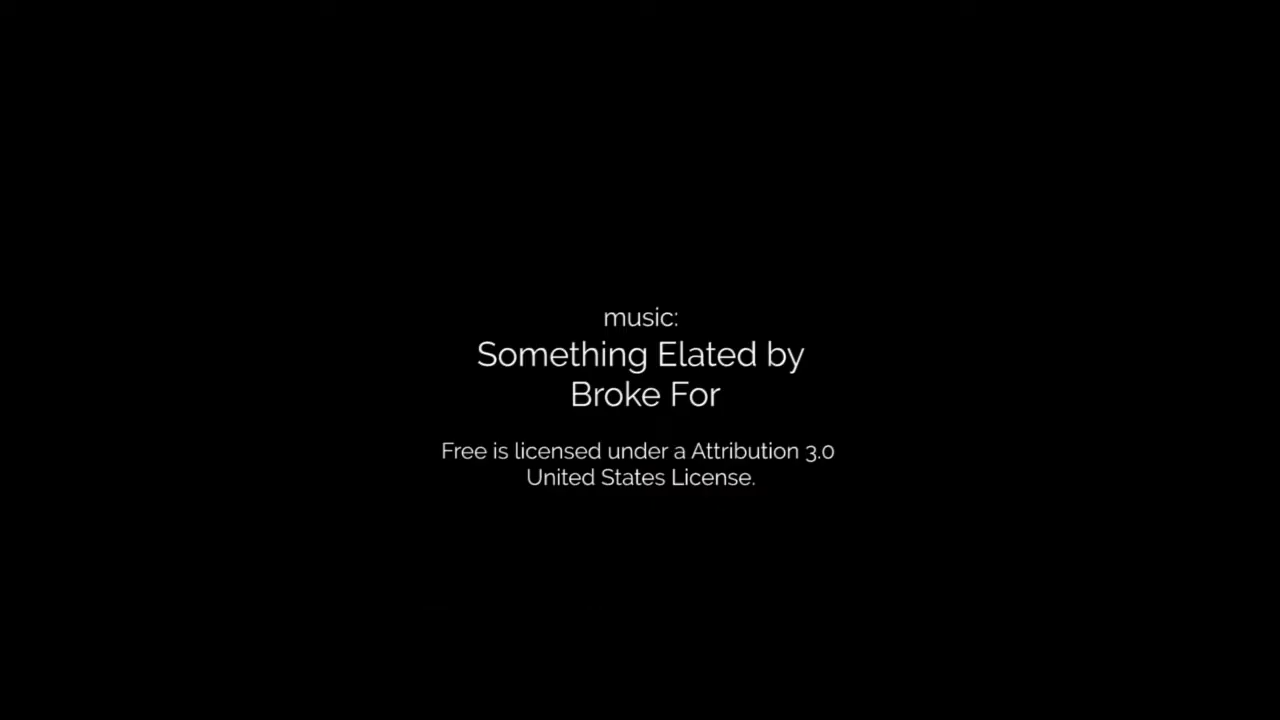 music:
Something Elated by
Broke For
Free is licensed under a Attribution 3.0
United States License.